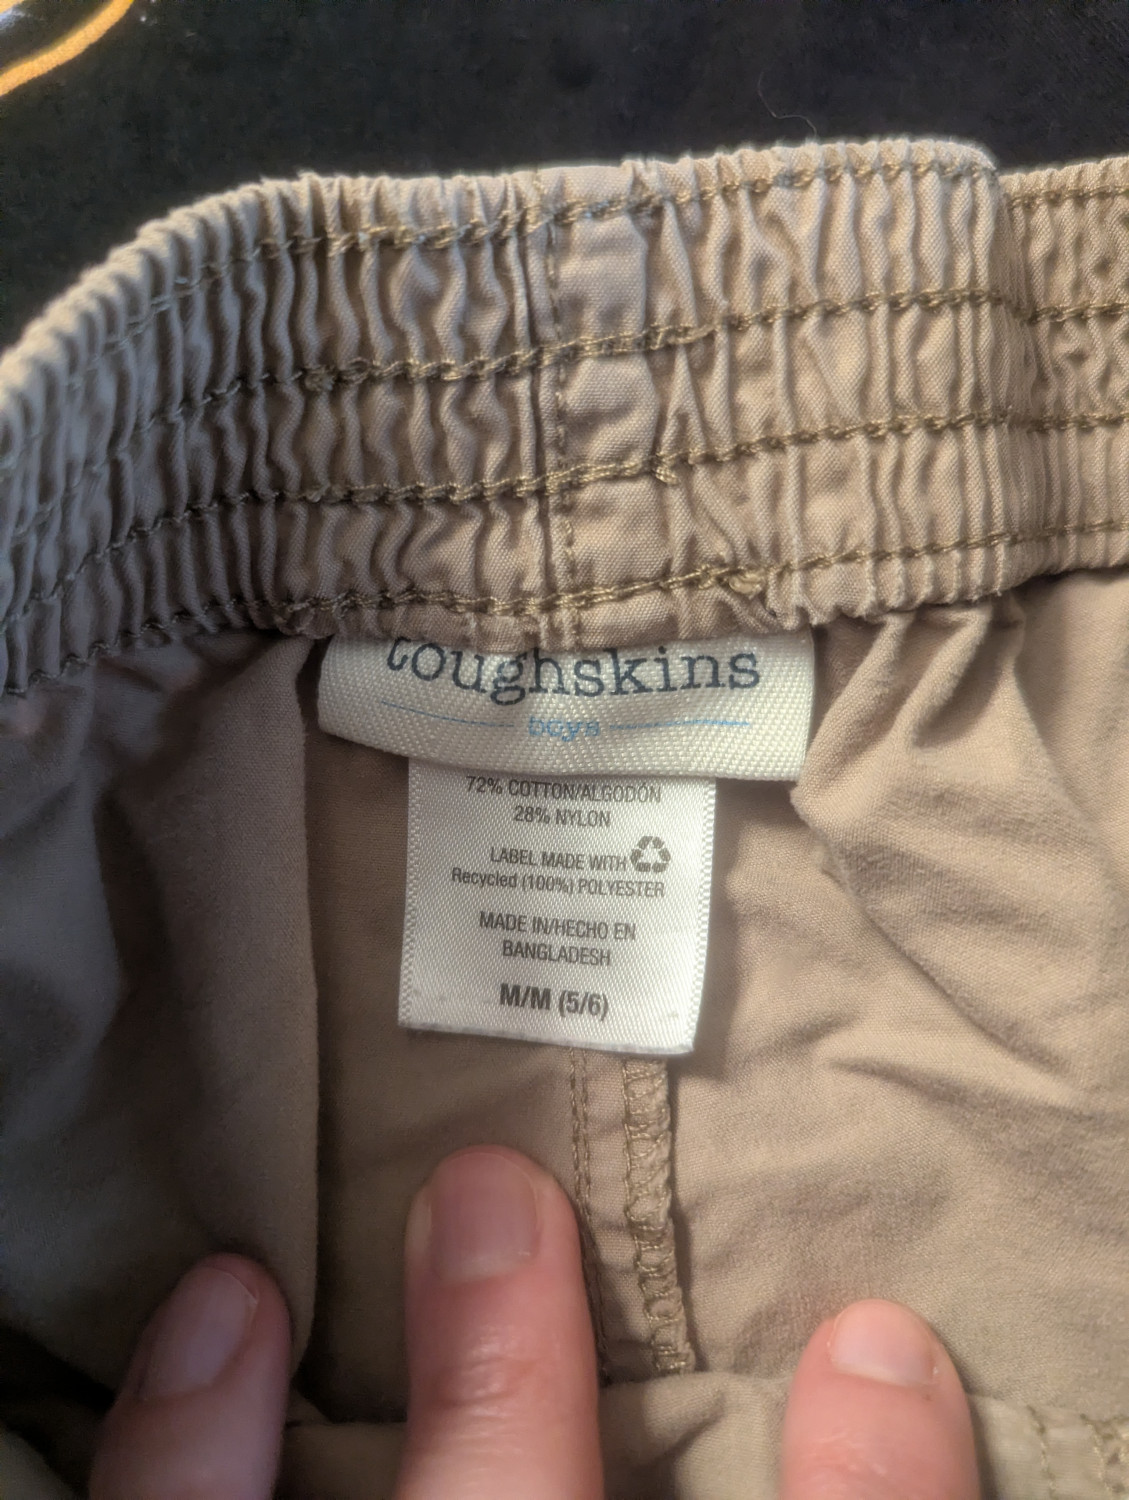 toughskins
boys
72% COTTON/ALGODÓN
28% NYLON
LABEL MADE WITH
Recycled (100%) POLYESTER
MADE IN/HECHO EN
BANGLADESH
M/M (5/6)